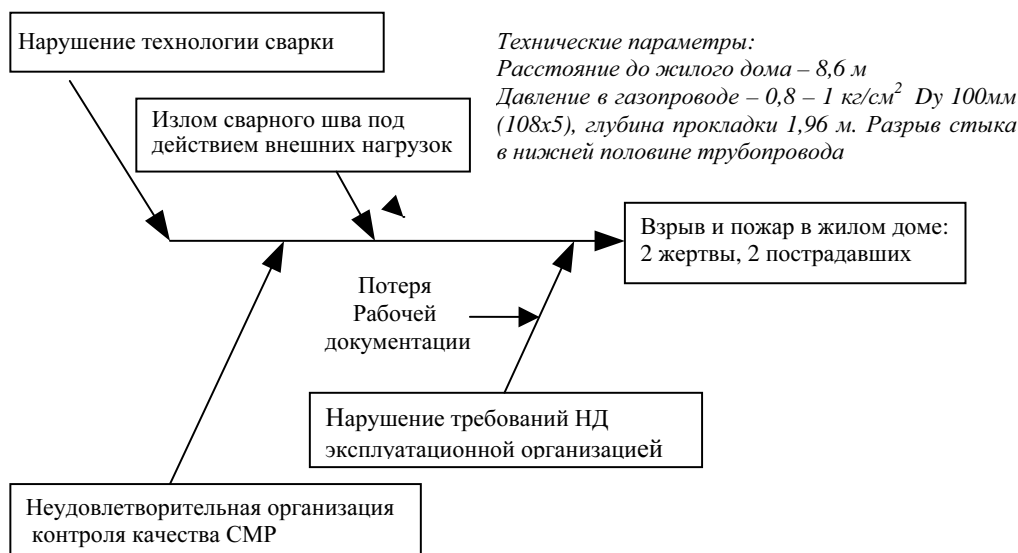 Нарушение технологии сварки
Технические параметры:
Расстояние до жилого дома – 8,6 м
Давление в газопроводе – 0,8 – 1 кг/см² Dy 100мм
(108х5), глубина прокладки 1,96 м. Разрыв стыка
в нижней половине трубопровода
Излом сварного шва под
действием внешних нагрузок
Взрыв и пожар в жилом доме:
2 жертвы, 2 пострадавших
Потеря
Рабочей
документации
Нарушение требований НД
эксплуатационной организацией
Неудовлетворительная организация
контроля качества СМР